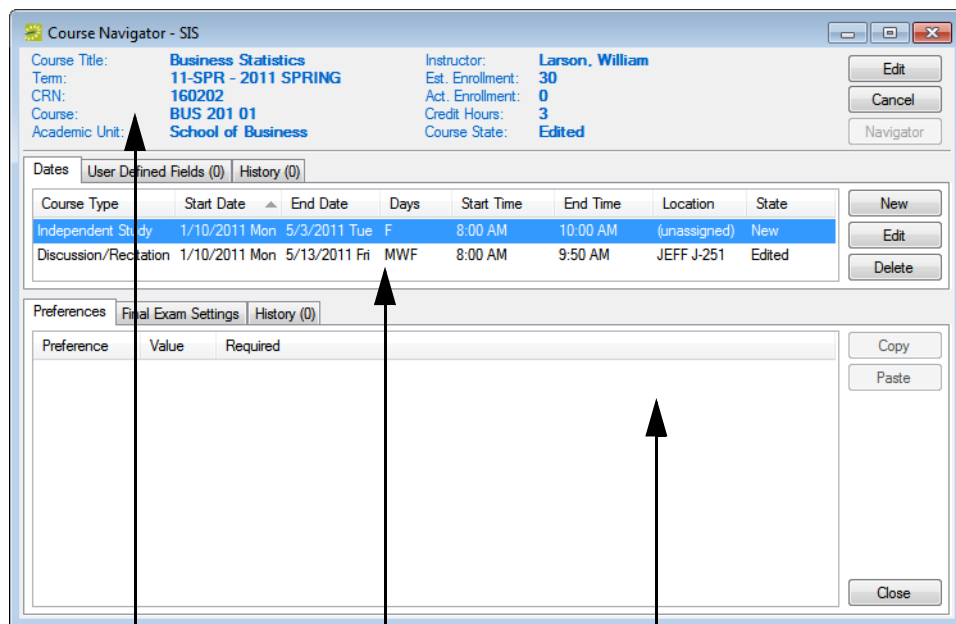 Course Navigator - SIS
Course Title: Business Statistics Instructor: Larson, William
Term: 11-SPR - 2011 SPRING Est. Enrollment: 30
CRN: 160202 Act. Enrollment: 0
Course: BUS 201 01 Credit Hours: 3
Academic Unit: School of Business Course State: Edited
Edit
Cancel
Navigator
Dates User Defined Fields (0) History (0)
Course Type Start Date End Date Days Start Time End Time Location State
Independent Study 1/10/2011 Mon 5/3/2011 Tue F 8:00 AM 10:00 AM (unassigned) New
Discussion/Recitation 1/10/2011 Mon 5/13/2011 Fri MWF 8:00 AM 9:50 AM JEFF J-251 Edited
New
Edit
Delete
Preferences Final Exam Settings History (0)
Preference Value Required
Copy
Paste
Close